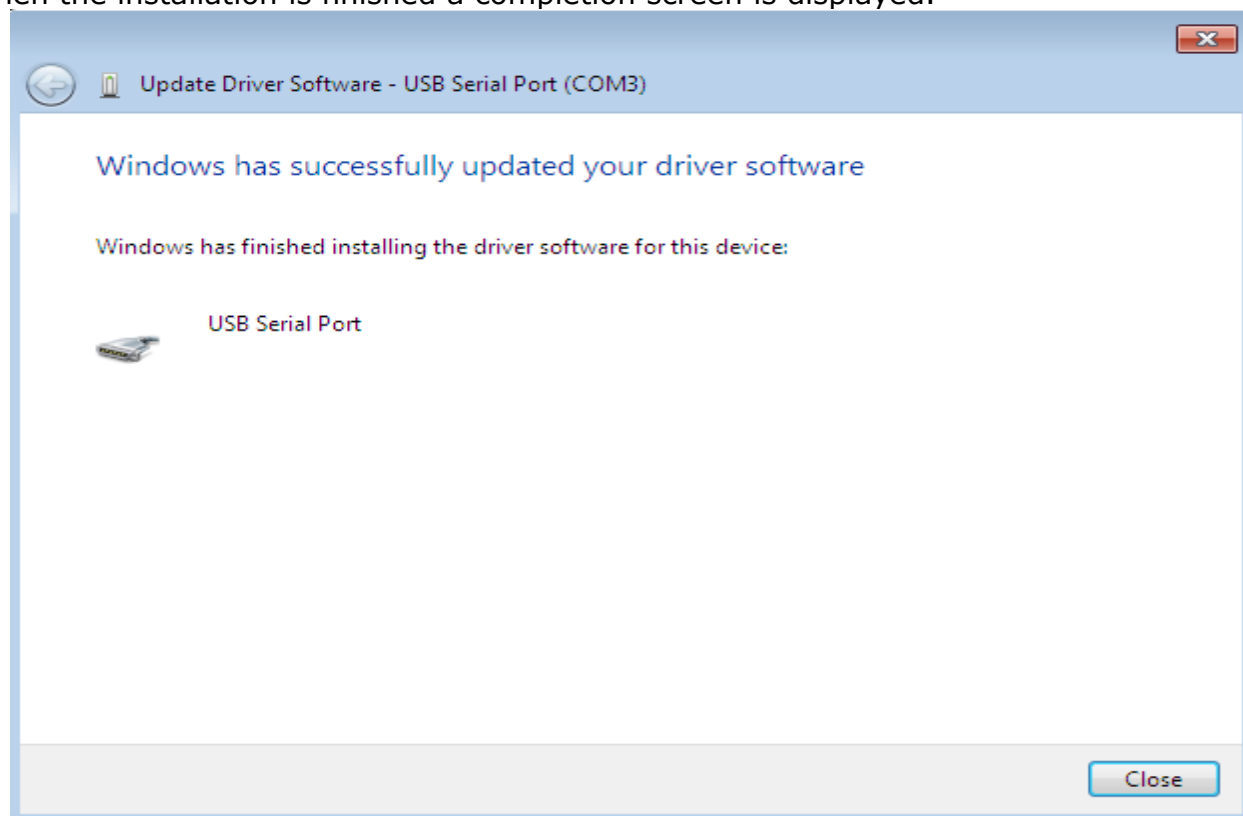 the installation is finished a completion screen is displayed.
Update Driver Software - USB Serial Port (COM3)
Windows has successfully updated your driver software
Windows has finished installing the driver software for this device:
USB Serial Port
Close